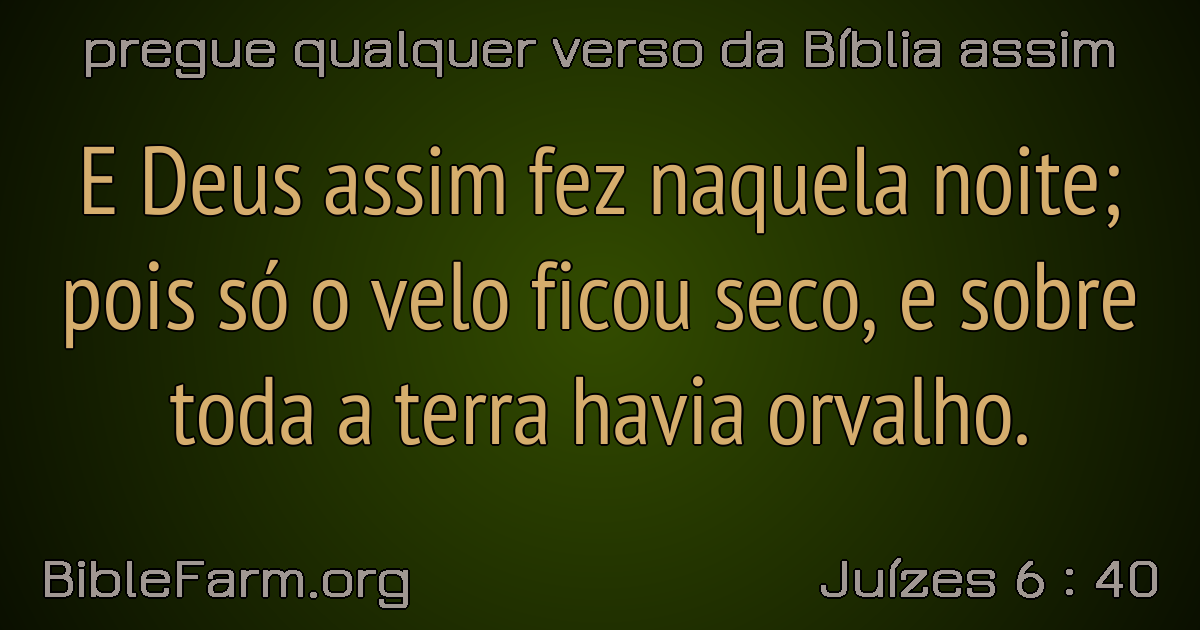 pregue qualquer verso da Bíblia assim
E Deus assim fez naquela noite;
pois só o velo ficou seco, e sobre
toda a terra havia orvalho.
BibleFarm.org
Juízes 6 : 40